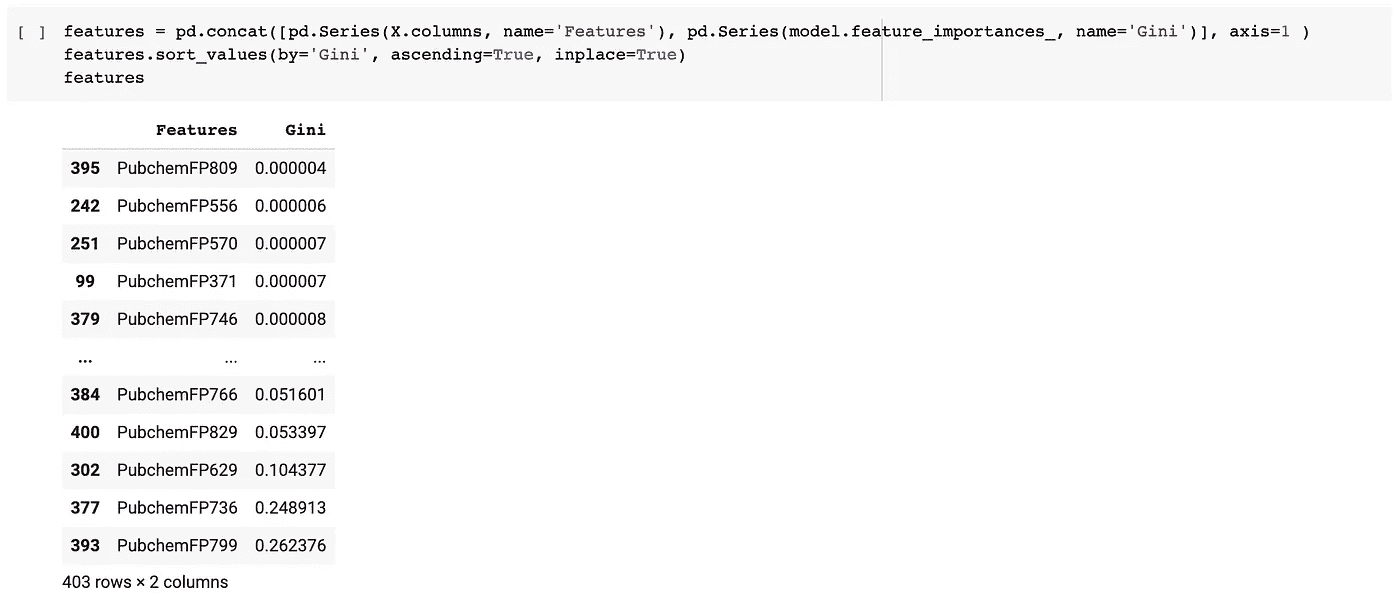 [ ] features = pd.concat([pd.Series(X.columns, name='Features'), pd.Series(model.feature_importances_, name='Gini')], axis=1 )
features.sort_values(by='Gini', ascending=True, inplace=True)
features
Features Gini
395 PubchemFP809 0.000004
242 PubchemFP556 0.000006
251 PubchemFP570 0.000007
99 PubchemFP371 0.000007
379 PubchemFP746 0.000008
... ... ...
384 PubchemFP766 0.051601
400 PubchemFP829 0.053397
302 PubchemFP629 0.104377
377 PubchemFP736 0.248913
393 PubchemFP799 0.262376
403 rows × 2 columns